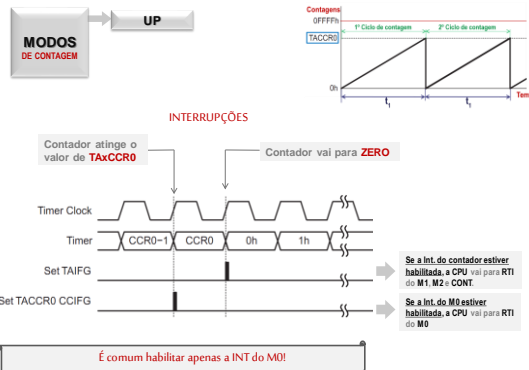 MODOS
DE CONTAGEM
UP
Contagens
0FFFFh
TACCR0
0h
1º Ciclo de contagem
2º Ciclo de contagem
t1
t1
Tem
INTERRUPÇÕES
Contador atinge o
valor de TAxCCR0
Contador vai para ZERO
Timer Clock
Timer
CCR0−1
CCR0
0h
1h
Set TAIFG
Set TACCR0 CCIFG
Se a Int. do contador estiver
habilitada, a CPU vai para RTI
do M1, M2 e CONT.
Se a Int. do M0 estiver
habilitada, a CPU vai para RTI
do M0
É comum habilitar apenas a INT do M0!